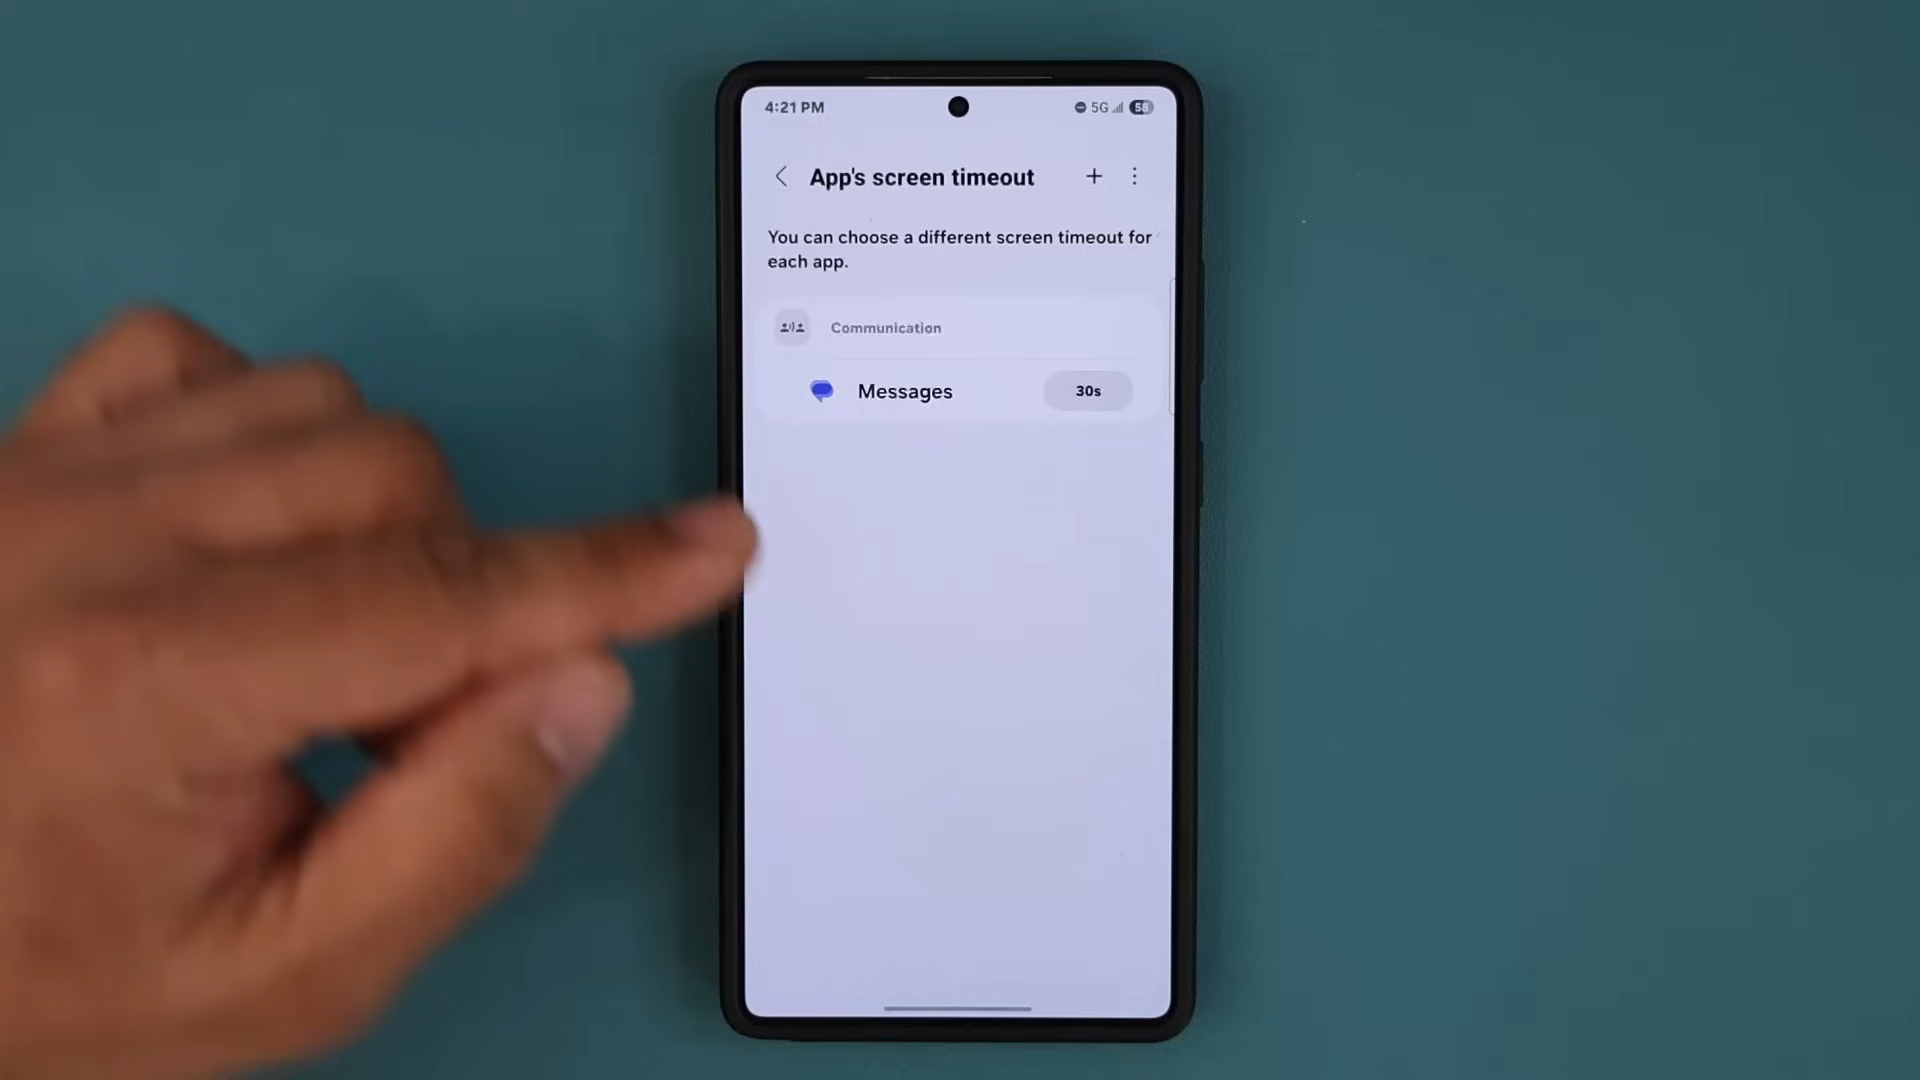 4:21 PM
5G 58
App's screen timeout
You can choose a different screen timeout for
each app.
Communication
Messages 30s